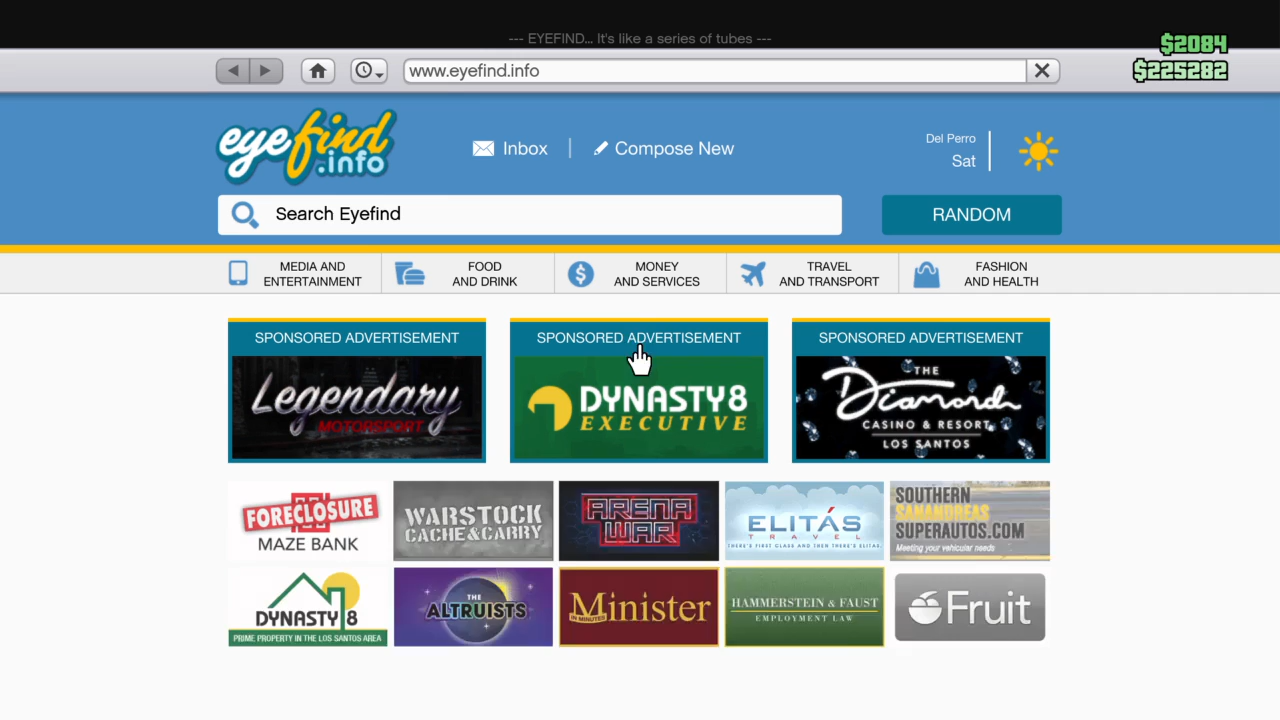 --- EYEFIND... It's like a series of tubes ---
$2084
$225282
www.eyefind.info
eyefind
.info
Inbox
Compose New
Del Perro
Sat
Search Eyefind
RANDOM
MEDIA AND
ENTERTAINMENT
FOOD
AND DRINK
MONEY
AND SERVICES
TRAVEL
AND TRANSPORT
FASHION
AND HEALTH
SPONSORED ADVERTISEMENT
Legendary
MOTORSPORT
SPONSORED ADVERTISEMENT
DYNASTY8
EXECUTIVE
SPONSORED ADVERTISEMENT
THE
Diamond
CASINO & RESORT
LOS SANTOS
FORECLOSURE
MAZE BANK
WARSTOCK
CACHE&CARRY
ARENA
WAR
ELITÁS
TRAVEL
THERE'S FIRST CLASS AND THEN THERE'S ELITAS.
SOUTHERN
SANANDREAS
SUPERAUTOS.COM
Meeting your vehicular needs
DYNASTY 8
PRIME PROPERTY IN THE LOS SANTOS AREA
THE
ALTRUISTS
Minister
IN MINUTES
HAMMERSTEIN & FAUST
EMPLOYMENT LAW
Fruit